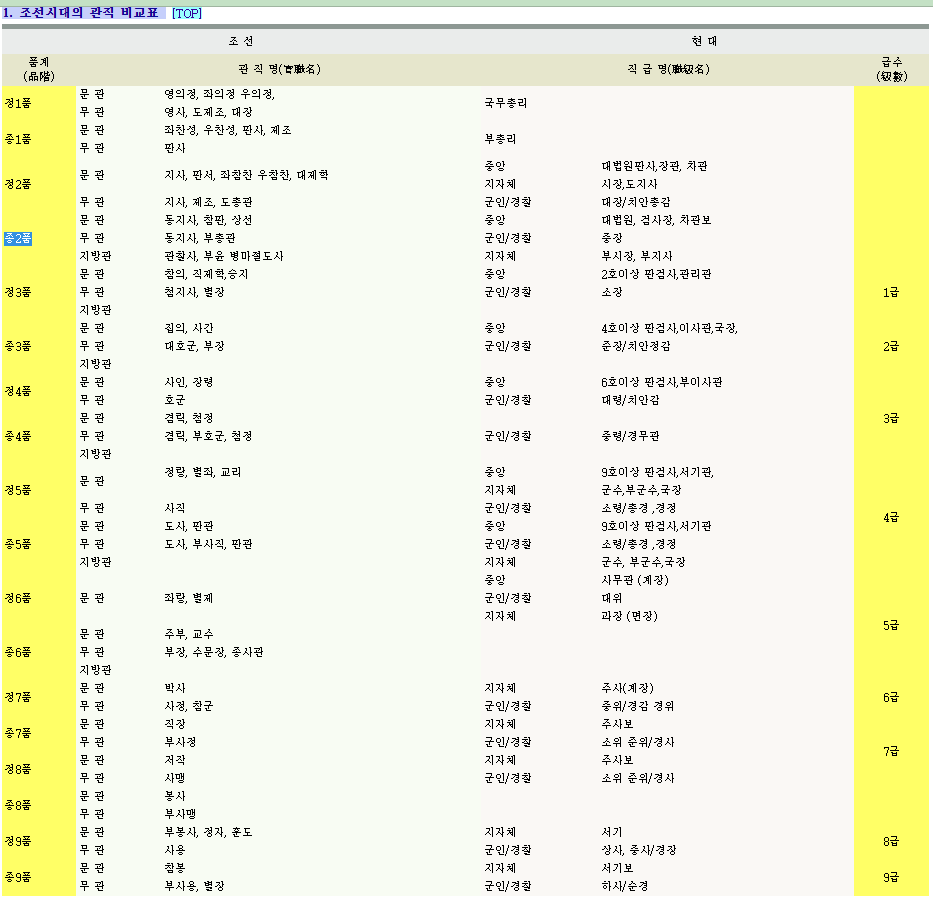 1. 조선시대의 관직 비교표 [TOP]
조 선 현 대
품계(品階) 관 직 명(官職名) 직 급 명(職級名) 급수(級數)
정1품 문 관 영의정, 좌의정 우의정, 국무총리
무 관 영사, 도제조, 대장
종1품 문 관 좌찬성, 우찬성, 판사, 제조 부총리
무 관 판사
정2품 문 관 지사, 판서, 좌참찬 우참찬, 대제학 중앙 대법원판사,장관, 차관
지자체 시장,도지사
무 관 지사, 제조, 도총관 군인/경찰 대장/치안총감
종2품 문 관 동지사, 참판, 상선 중앙 대법원, 검사장, 차관보
무 관 동지사, 부총관 군인/경찰 중장
지방관 관찰사, 부윤 병마절도사 지자체 부시장, 부지사
정3품 문 관 참의, 직제학,승지 중앙 2호이상 판검사,관리관 1급
무 관 첨지사, 별장 군인/경찰 소장
지방관
종3품 문 관 집의, 사간 중앙 4호이상 판검사,이사관,국장, 2급
무 관 대호군, 부장 군인/경찰 준장/치안정감
지방관
정4품 문 관 사인, 장령 중앙 6호이상 판검사,부이사관 3급
무 관 호군 군인/경찰 대령/치안감
종4품 문 관 겸력, 첨정
무 관 겸력, 부호군, 첨정 군인/경찰 중령/경무관
지방관
정5품 문 관 정랑, 별좌, 교리 중앙 9호이상 판검사,서기관, 4급
지자체 군수,부군수,국장
무 관 사직 군인/경찰 소령/총경 ,경정
종5품 문 관 도사, 판관 중앙 9호이상 판검사,서기관
무 관 도사, 부사직, 판관 군인/경찰 소령/총경 ,경정
지방관 지자체 군수, 부군수,국장
정6품 중앙 사무관 (계장) 5급
문 관 좌랑, 별제 군인/경찰 대위
지자체 과장 (면장)
종6품 문 관 주부, 교수
무 관 부장, 수문장, 종사관
지방관
정7품 문 관 박사 지자체 주사(계장) 6급
무 관 사정, 참군 군인/경찰 중위/경감 경위
종7품 문 관 직장 지자체 주사보 7급
무 관 부사정 군인/경찰 소위 준위/경사
정8품 문 관 저작 지자체 주사보
무 관 사맹 군인/경찰 소위 준위/경사
종8품 문 관 봉사
무 관 부사맹
정9품 문 관 부봉사, 정자, 훈도 지자체 서기 8급
무 관 사용 군인/경찰 상사, 중사/경장
종9품 문 관 참봉 지자체 서기보 9급
무 관 부사용, 별장 군인/경찰 하사/순경